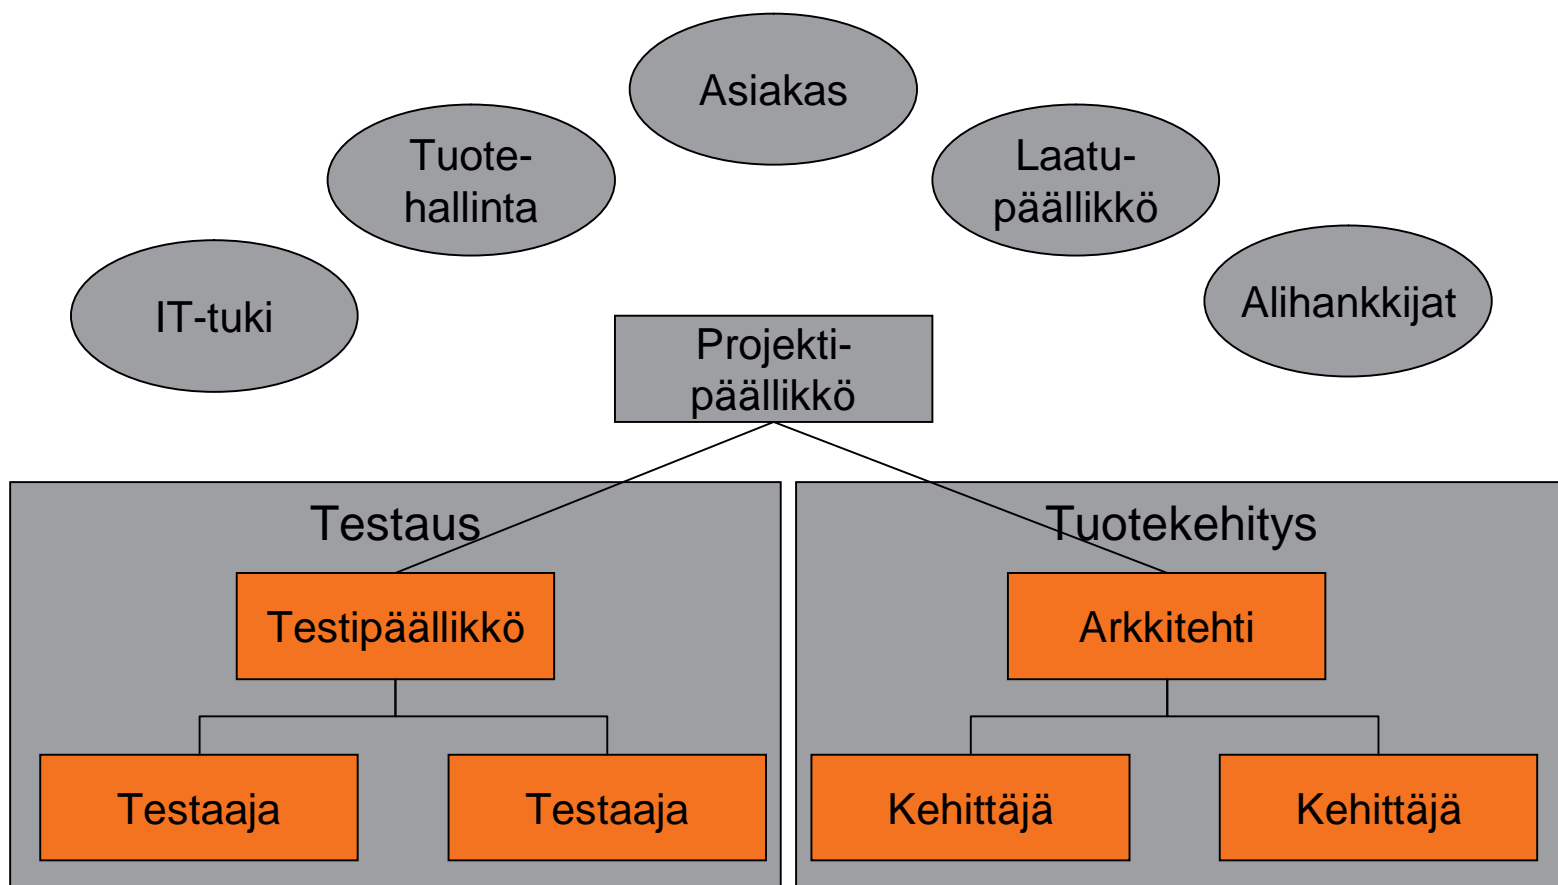 Asiakas
Tuote-
hallinta
Laatu-
päällikkö
IT-tuki
Alihankkijat
Projekti-
päällikkö
Testaus
Tuotekehitys
Testipäällikkö
Arkkitehti
Testaaja
Testaaja
Kehittäjä
Kehittäjä